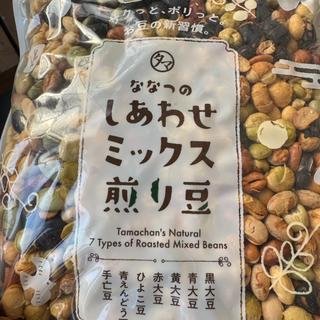 カリっと、ポリっと、
お豆の新習慣。
タマ
ななつの
しあわせ
ミックス
煎り豆
Tamachan's Natural
7 Types of Roasted Mixed Beans
黒大豆
青大豆
黄大豆
赤大豆
ひよこ豆
青えんどう
手亡豆